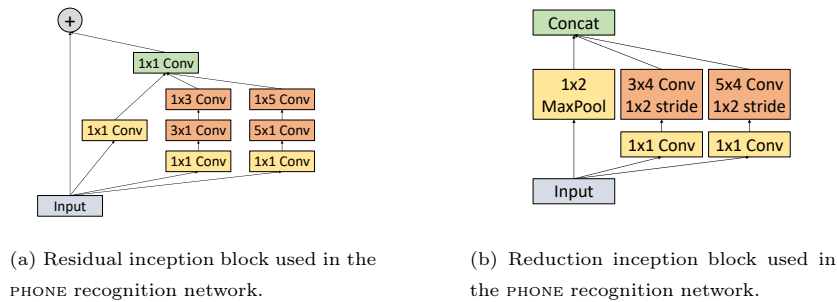 +
1x1 Conv
1x3 Conv
1x5 Conv
1x1 Conv
3x1 Conv
5x1 Conv
1x1 Conv
1x1 Conv
Input
(a) Residual inception block used in the
PHONE recognition network.
Concat
1x2
MaxPool
3x4 Conv
1x2 stride
5x4 Conv
1x2 stride
1x1 Conv
1x1 Conv
Input
(b) Reduction inception block used in
the PHONE recognition network.